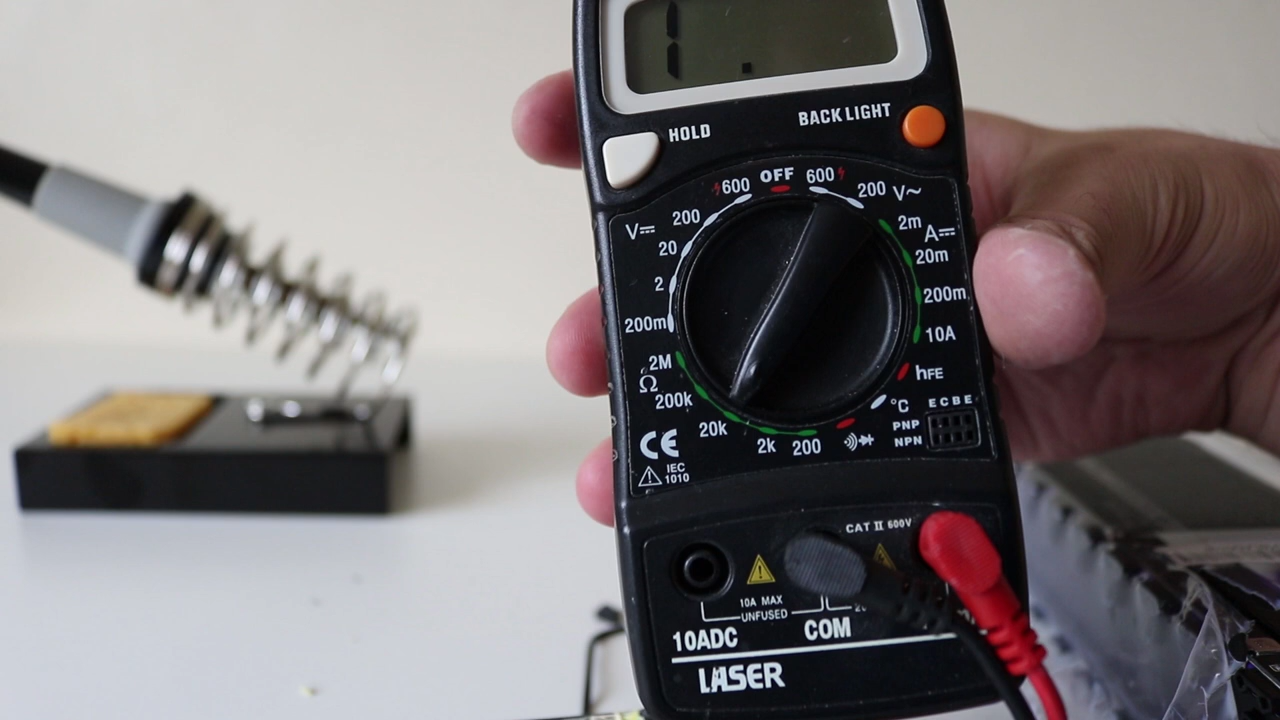 1.
HOLD
BACK LIGHT
600 OFF 600
200 V~
200
V⎓
20
2
200m
2M
Ω
200k
20k
2k
200
2m
A⎓
20m
200m
10A
hFE
°C
E C B E
PNP
NPN
CE
IEC
1010
CAT II 600V
10A MAX
UNFUSED
10ADC
COM
LASER